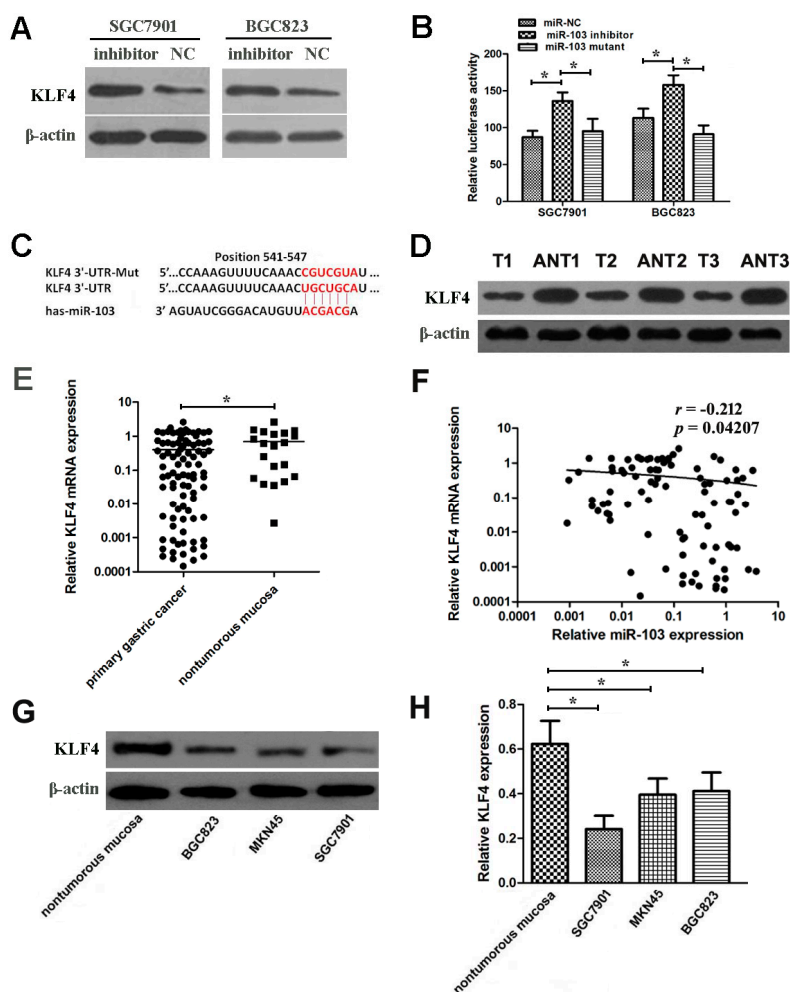 A
SGC7901
BGC823
inhibitor NC
inhibitor NC
KLF4
β-actin
B
miR-NC
miR-103 inhibitor
miR-103 mutant
Relative luciferase activity
200
150
100
50
0
*
*
*
*
SGC7901
BGC823
C
Position 541-547
KLF4 3'-UTR-Mut 5'...CCAAAGUUUUCAAACCGUCGUAU ...
KLF4 3'-UTR 5'...CCAAAGUUUUCAAACUGCUGCAU ...
has-miR-103 3' AGUAUCGGGACAUGUUACGACGA
D
T1 ANT1 T2 ANT2 T3 ANT3
KLF4
β-actin
E
Relative KLF4 mRNA expression
10
1
0.1
0.01
0.001
0.0001
*
primary gastric cancer
nontumorous mucosa
F
r = -0.212
p = 0.04207
Relative KLF4 mRNA expression
10
1
0.1
0.01
0.001
0.0001
0.0001 0.001 0.01 0.1 1 10
Relative miR-103 expression
G
KLF4
β-actin
nontumorous mucosa
BGC823
MKN45
SGC7901
H
*
*
*
Relative KLF4 expression
0.8
0.6
0.4
0.2
0.0
nontumorous mucosa
SGC7901
MKN45
BGC823